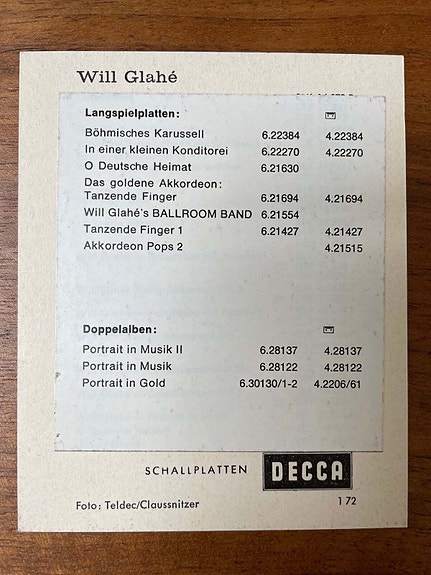 Will Glahé
Langspielplatten:
Böhmisches Karussell 6.22384 4.22384
In einer kleinen Konditorei 6.22270 4.22270
O Deutsche Heimat 6.21630
Das goldene Akkordeon:
Tanzende Finger 6.21694 4.21694
Will Glahé's BALLROOM BAND 6.21554
Tanzende Finger 1 6.21427 4.21427
Akkordeon Pops 2 4.21515
Doppelalben:
Portrait in Musik II 6.28137 4.28137
Portrait in Musik 6.28122 4.28122
Portrait in Gold 6.30130/1-2 4.2206/61
SCHALLPLATTEN DECCA
Foto: Teldec/Claussnitzer 1 72